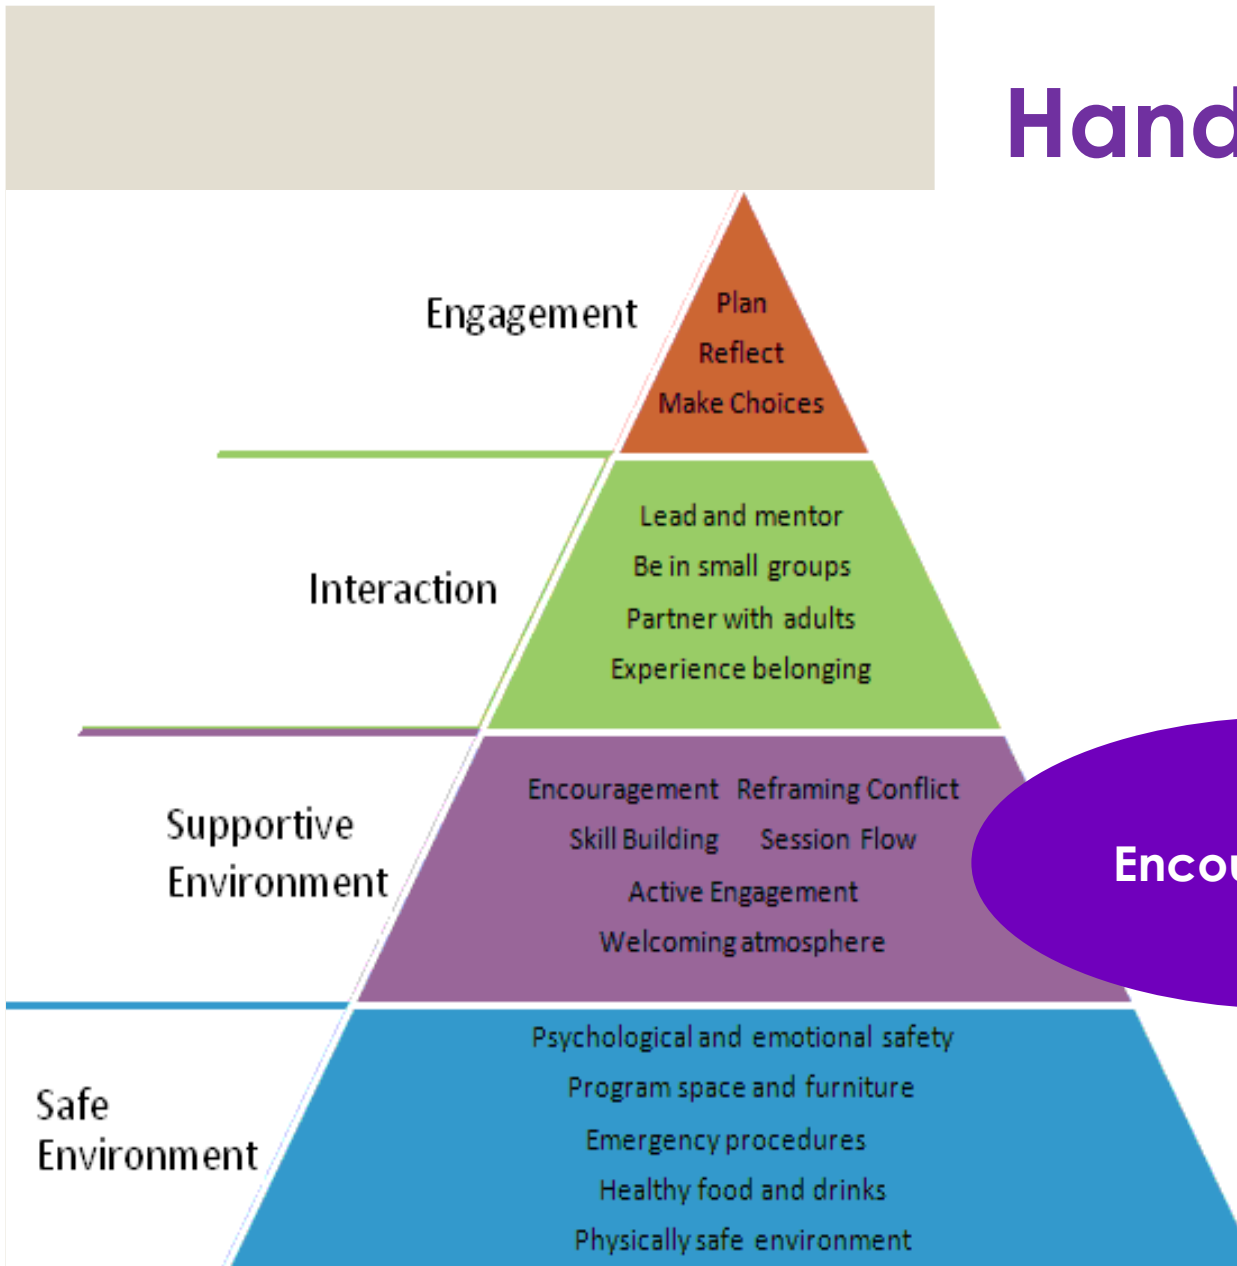 Hand
Engagement
Plan
Reflect
Make Choices
Interaction
Lead and mentor
Be in small groups
Partner with adults
Experience belonging
Supportive
Environment
Encouragement Reframing Conflict
Skill Building Session Flow
Active Engagement
Welcoming atmosphere
Encou
Safe
Environment
Psychological and emotional safety
Program space and furniture
Emergency procedures
Healthy food and drinks
Physically safe environment